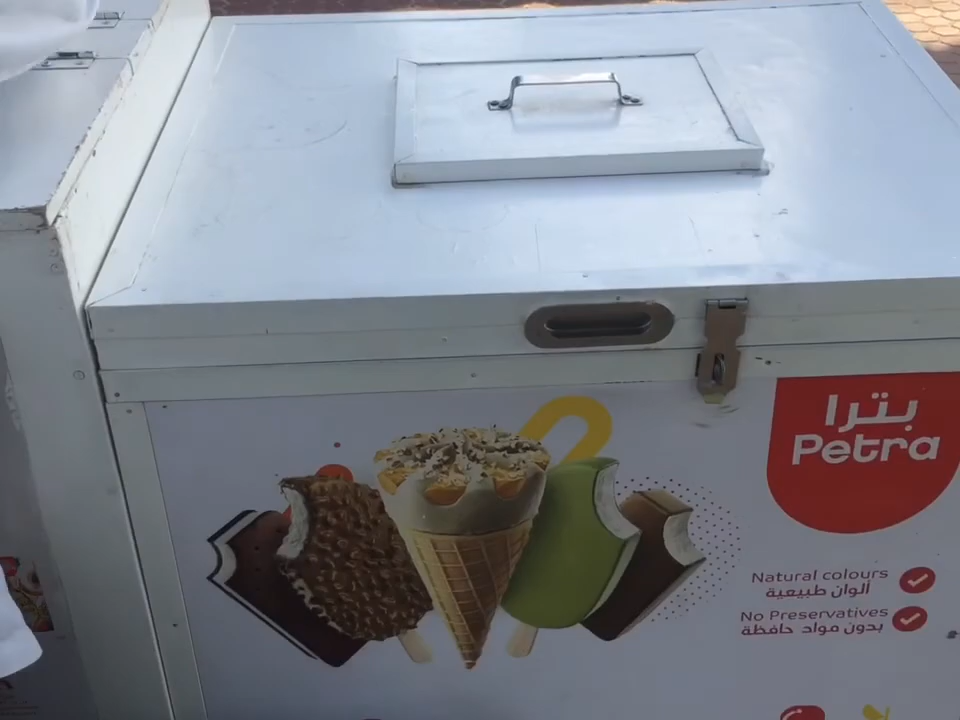 بترا
Petra
Natural colours
ألوان طبيعية
No Preservatives
بدون مواد حافظة